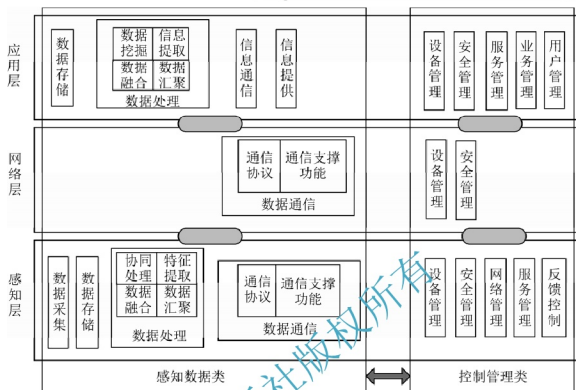 应用层
数据存储
数据挖掘
信息提取
数据融合
数据汇聚
数据处理
信息通信
信息提供
设备管理
安全管理
服务管理
业务管理
用户管理
网络层
通信协议
通信支撑功能
数据通信
设备管理
安全管理
感知层
数据采集
数据存储
协同处理
特征提取
数据融合
数据汇聚
数据处理
通信协议
通信支撑功能
数据通信
设备管理
安全管理
网络管理
服务管理
反馈控制
感知数据类
控制管理类
社版权所有